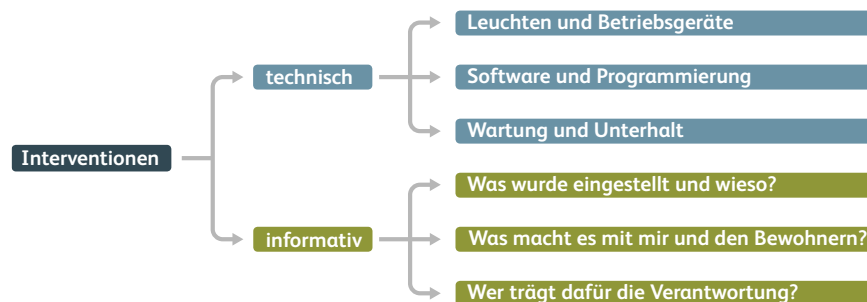 Leuchten und Betriebsgeräte
technisch
Software und Programmierung
Wartung und Unterhalt
Interventionen
Was wurde eingestellt und wieso?
informativ
Was macht es mit mir und den Bewohnern?
Wer trägt dafür die Verantwortung?